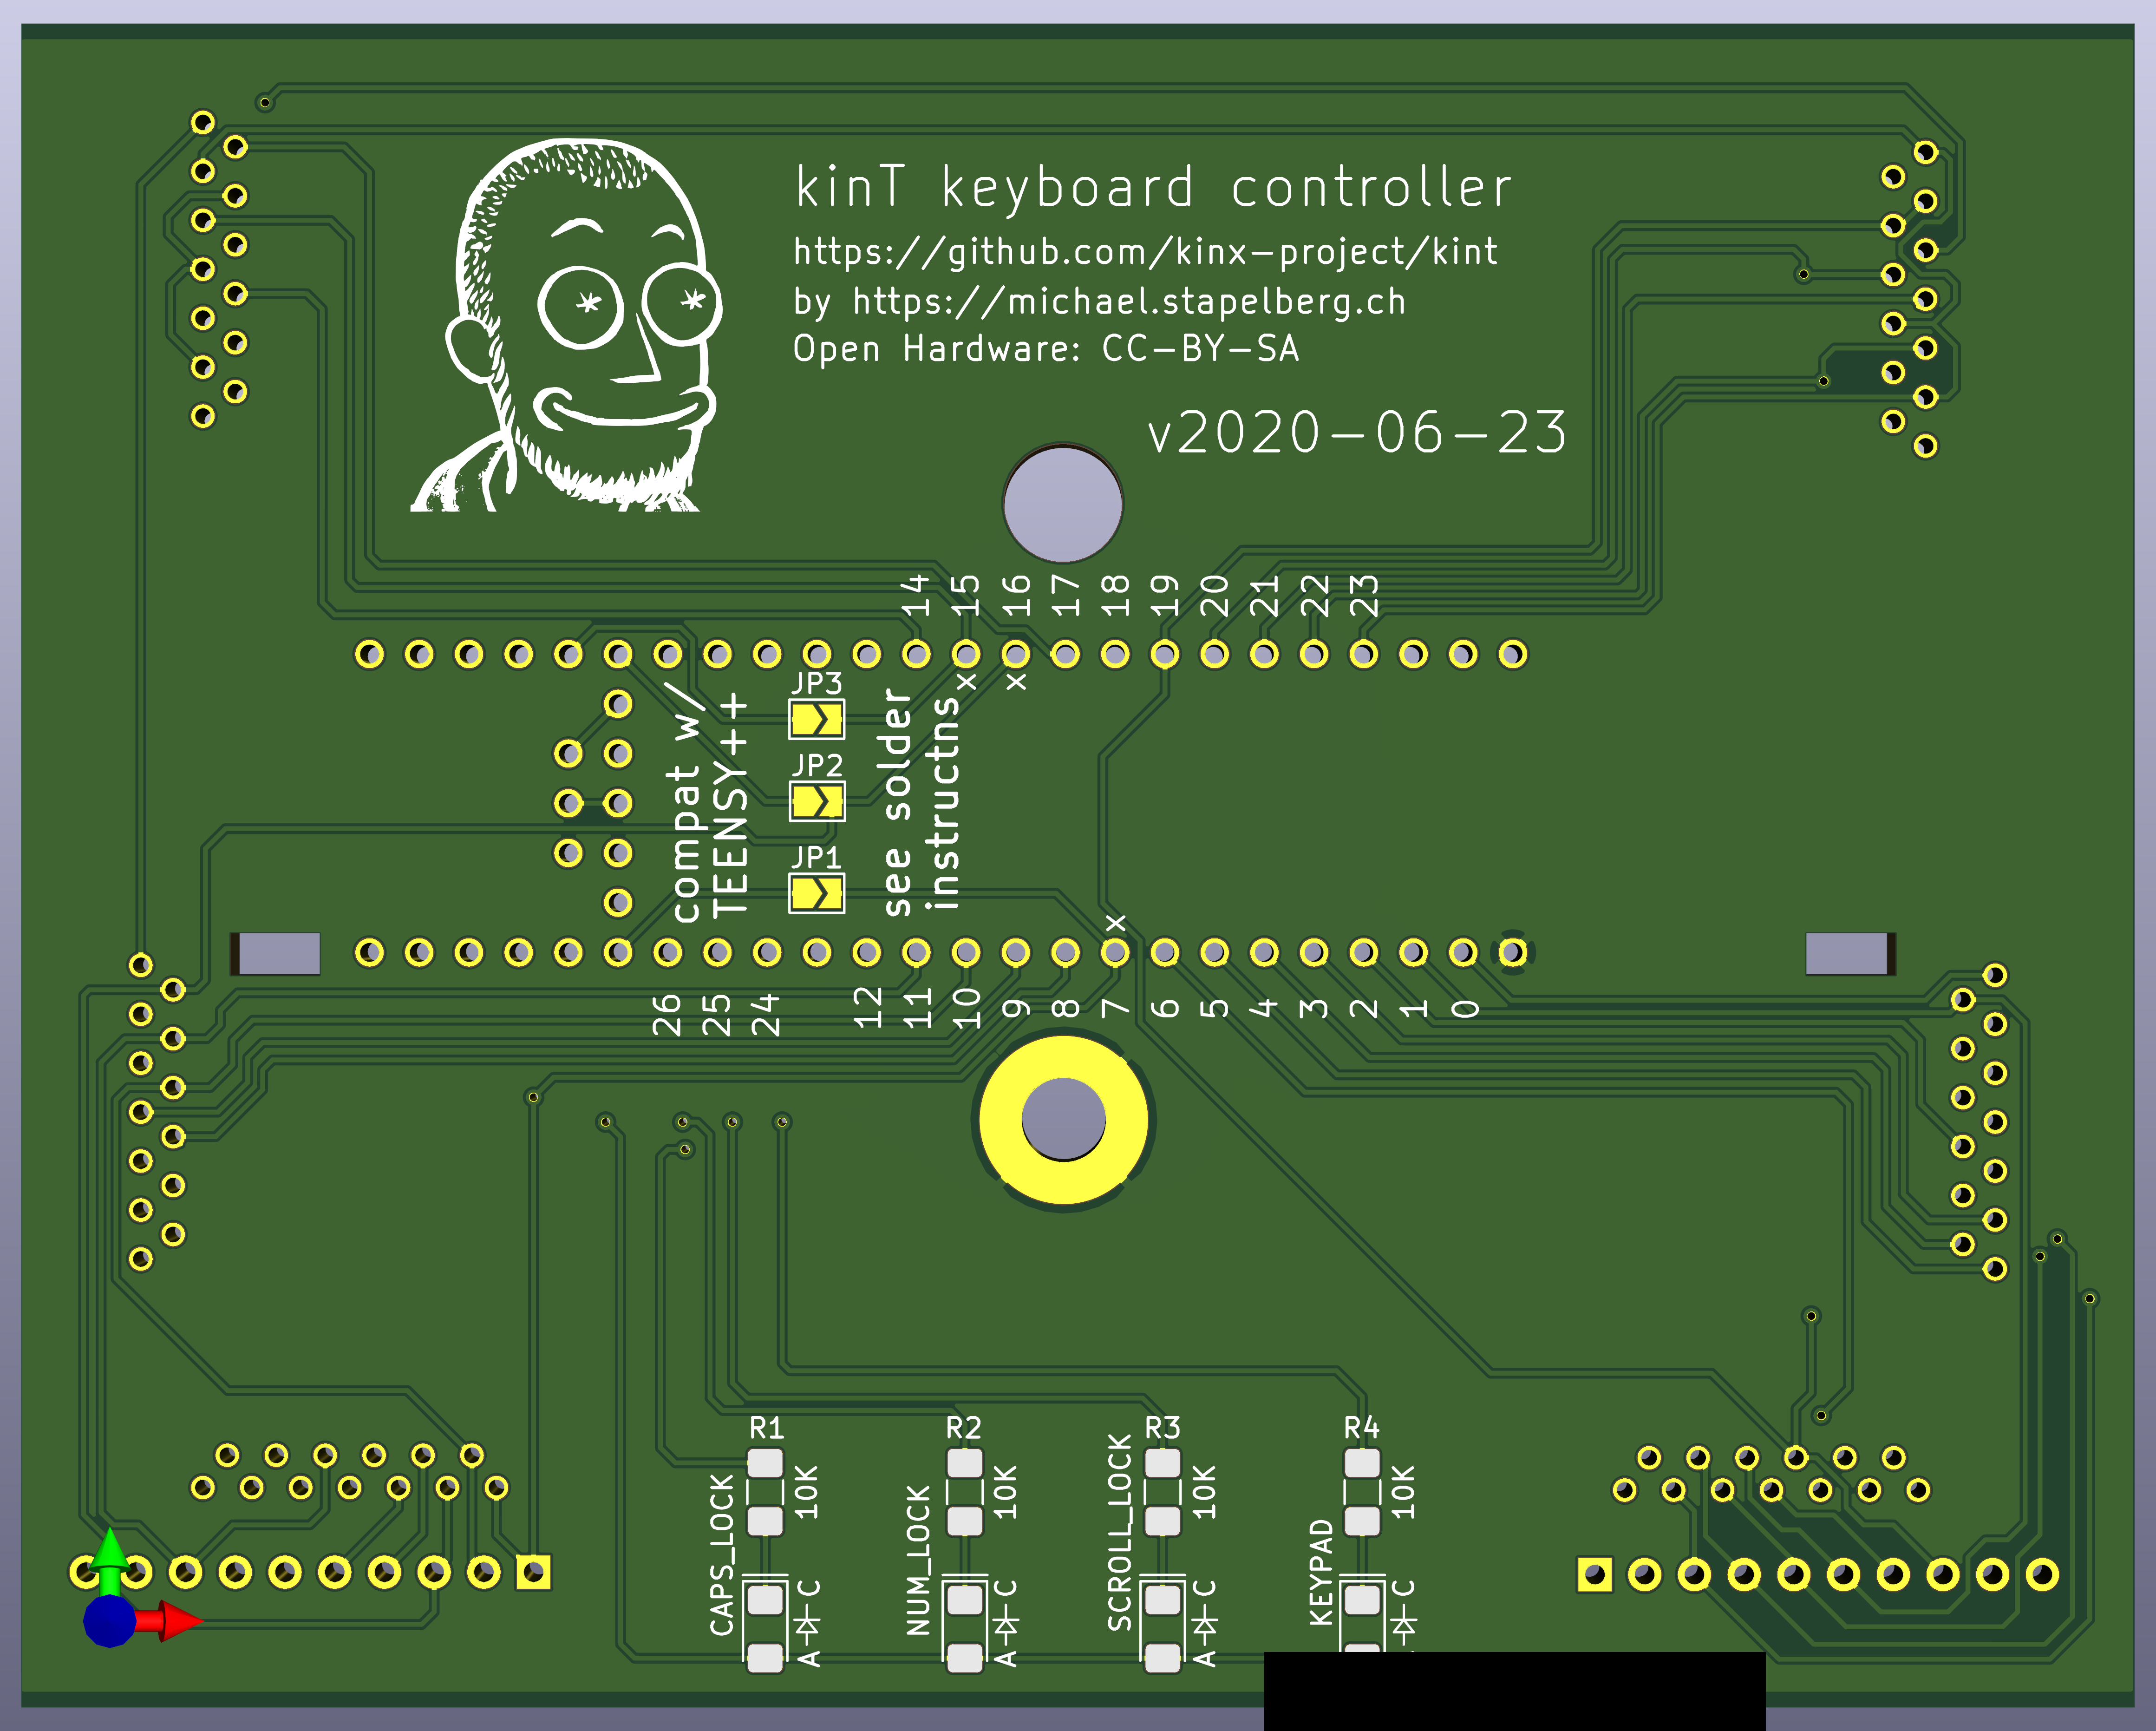 kinT keyboard controller
https://github.com/kinx-project/kint
by https://michael.stapelberg.ch
Open Hardware: CC-BY-SA
v2020-06-23
14 15 16 17 18 19 20 21 22 23
x x
JP3
JP2
JP1
compat w/
TEENSY++
see solder
instructns
x
26 25 24 12 11 10 9 8 7 6 5 4 3 2 1 0
R1 R2 R3 R4
10K 10K 10K 10K
CAPS_LOCK
NUM_LOCK
SCROLL_LOCK
KEYPAD
C C C C
A A A